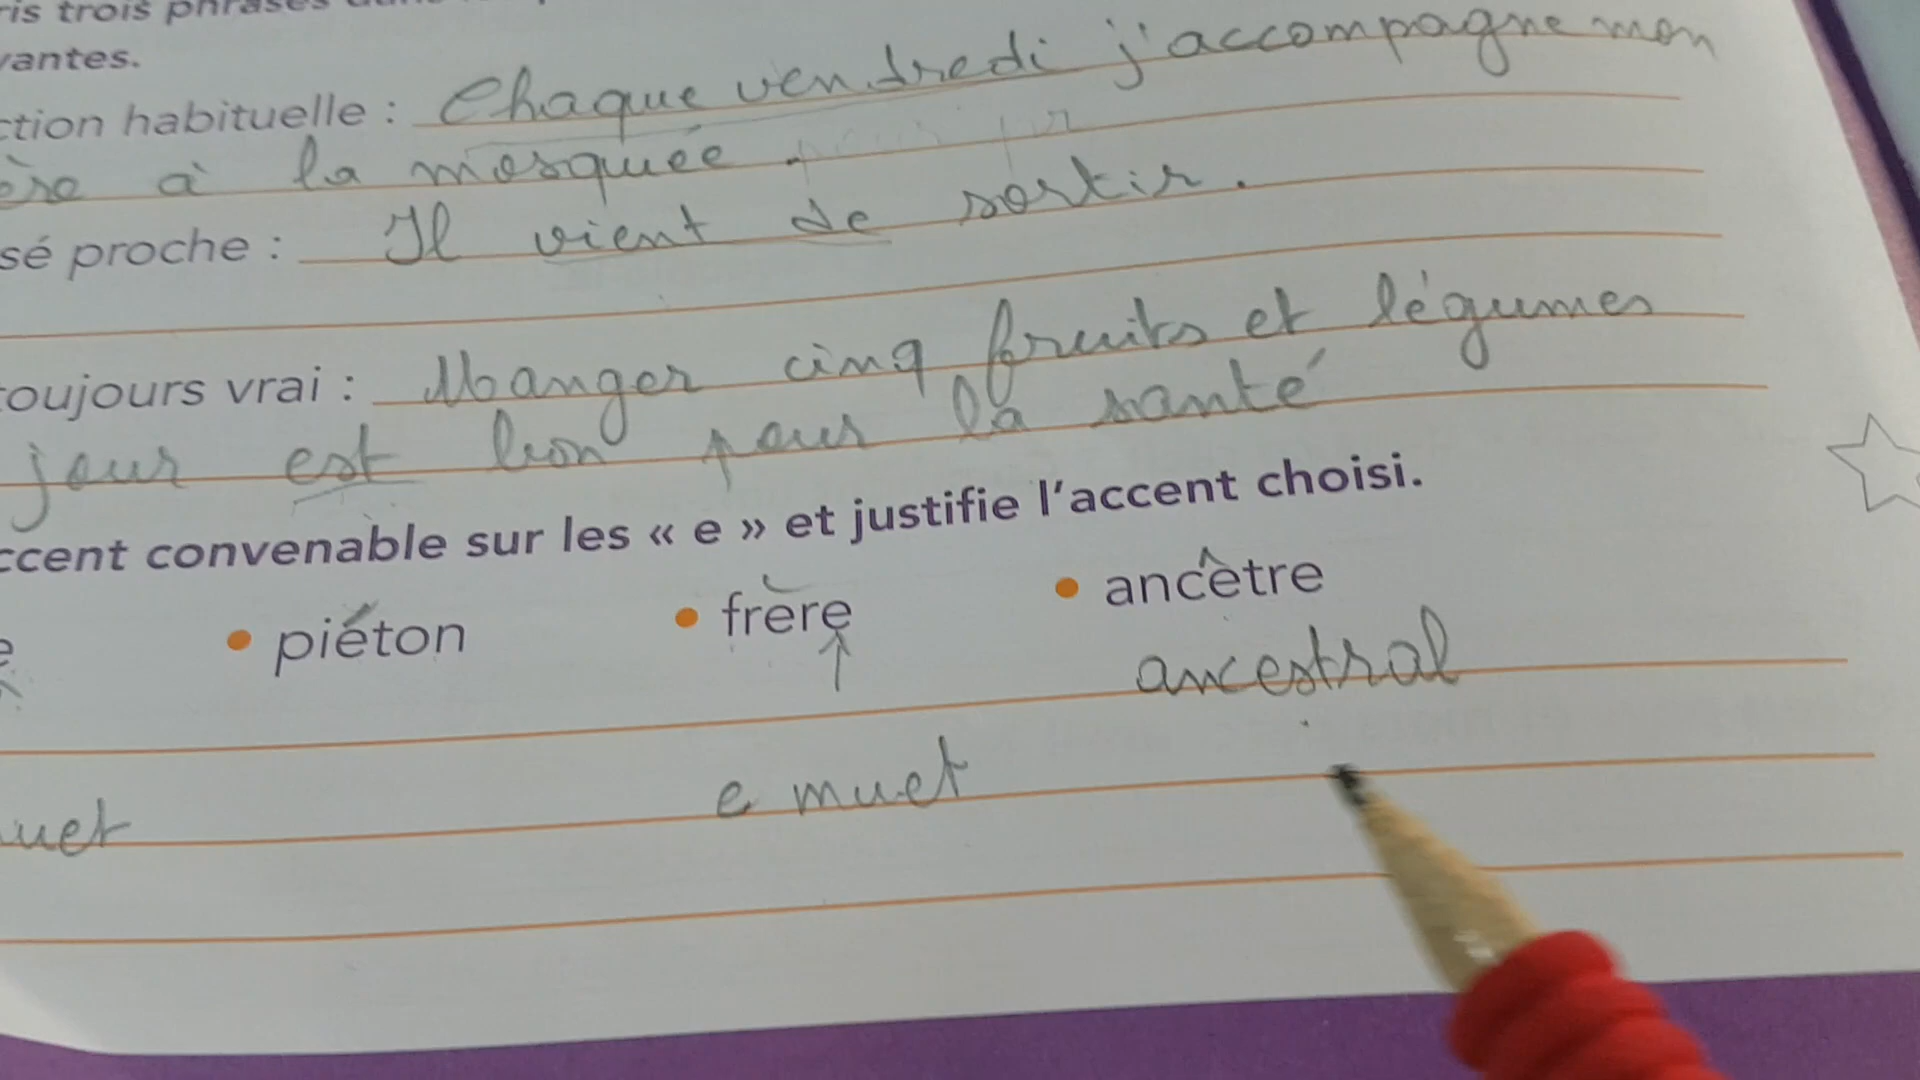 ris trois phrases
vantes.
ction habituelle : Chaque vendredi j'accompagne mon
ère à la mosquée.
sé proche : Il vient de sortir.
toujours vrai : Manger cinq fruits et légumes
jour est bon pour la santé
ccent convenable sur les « e » et justifie l'accent choisi.
e • piéton • frère • ancêtre
ancestral
uet e muet